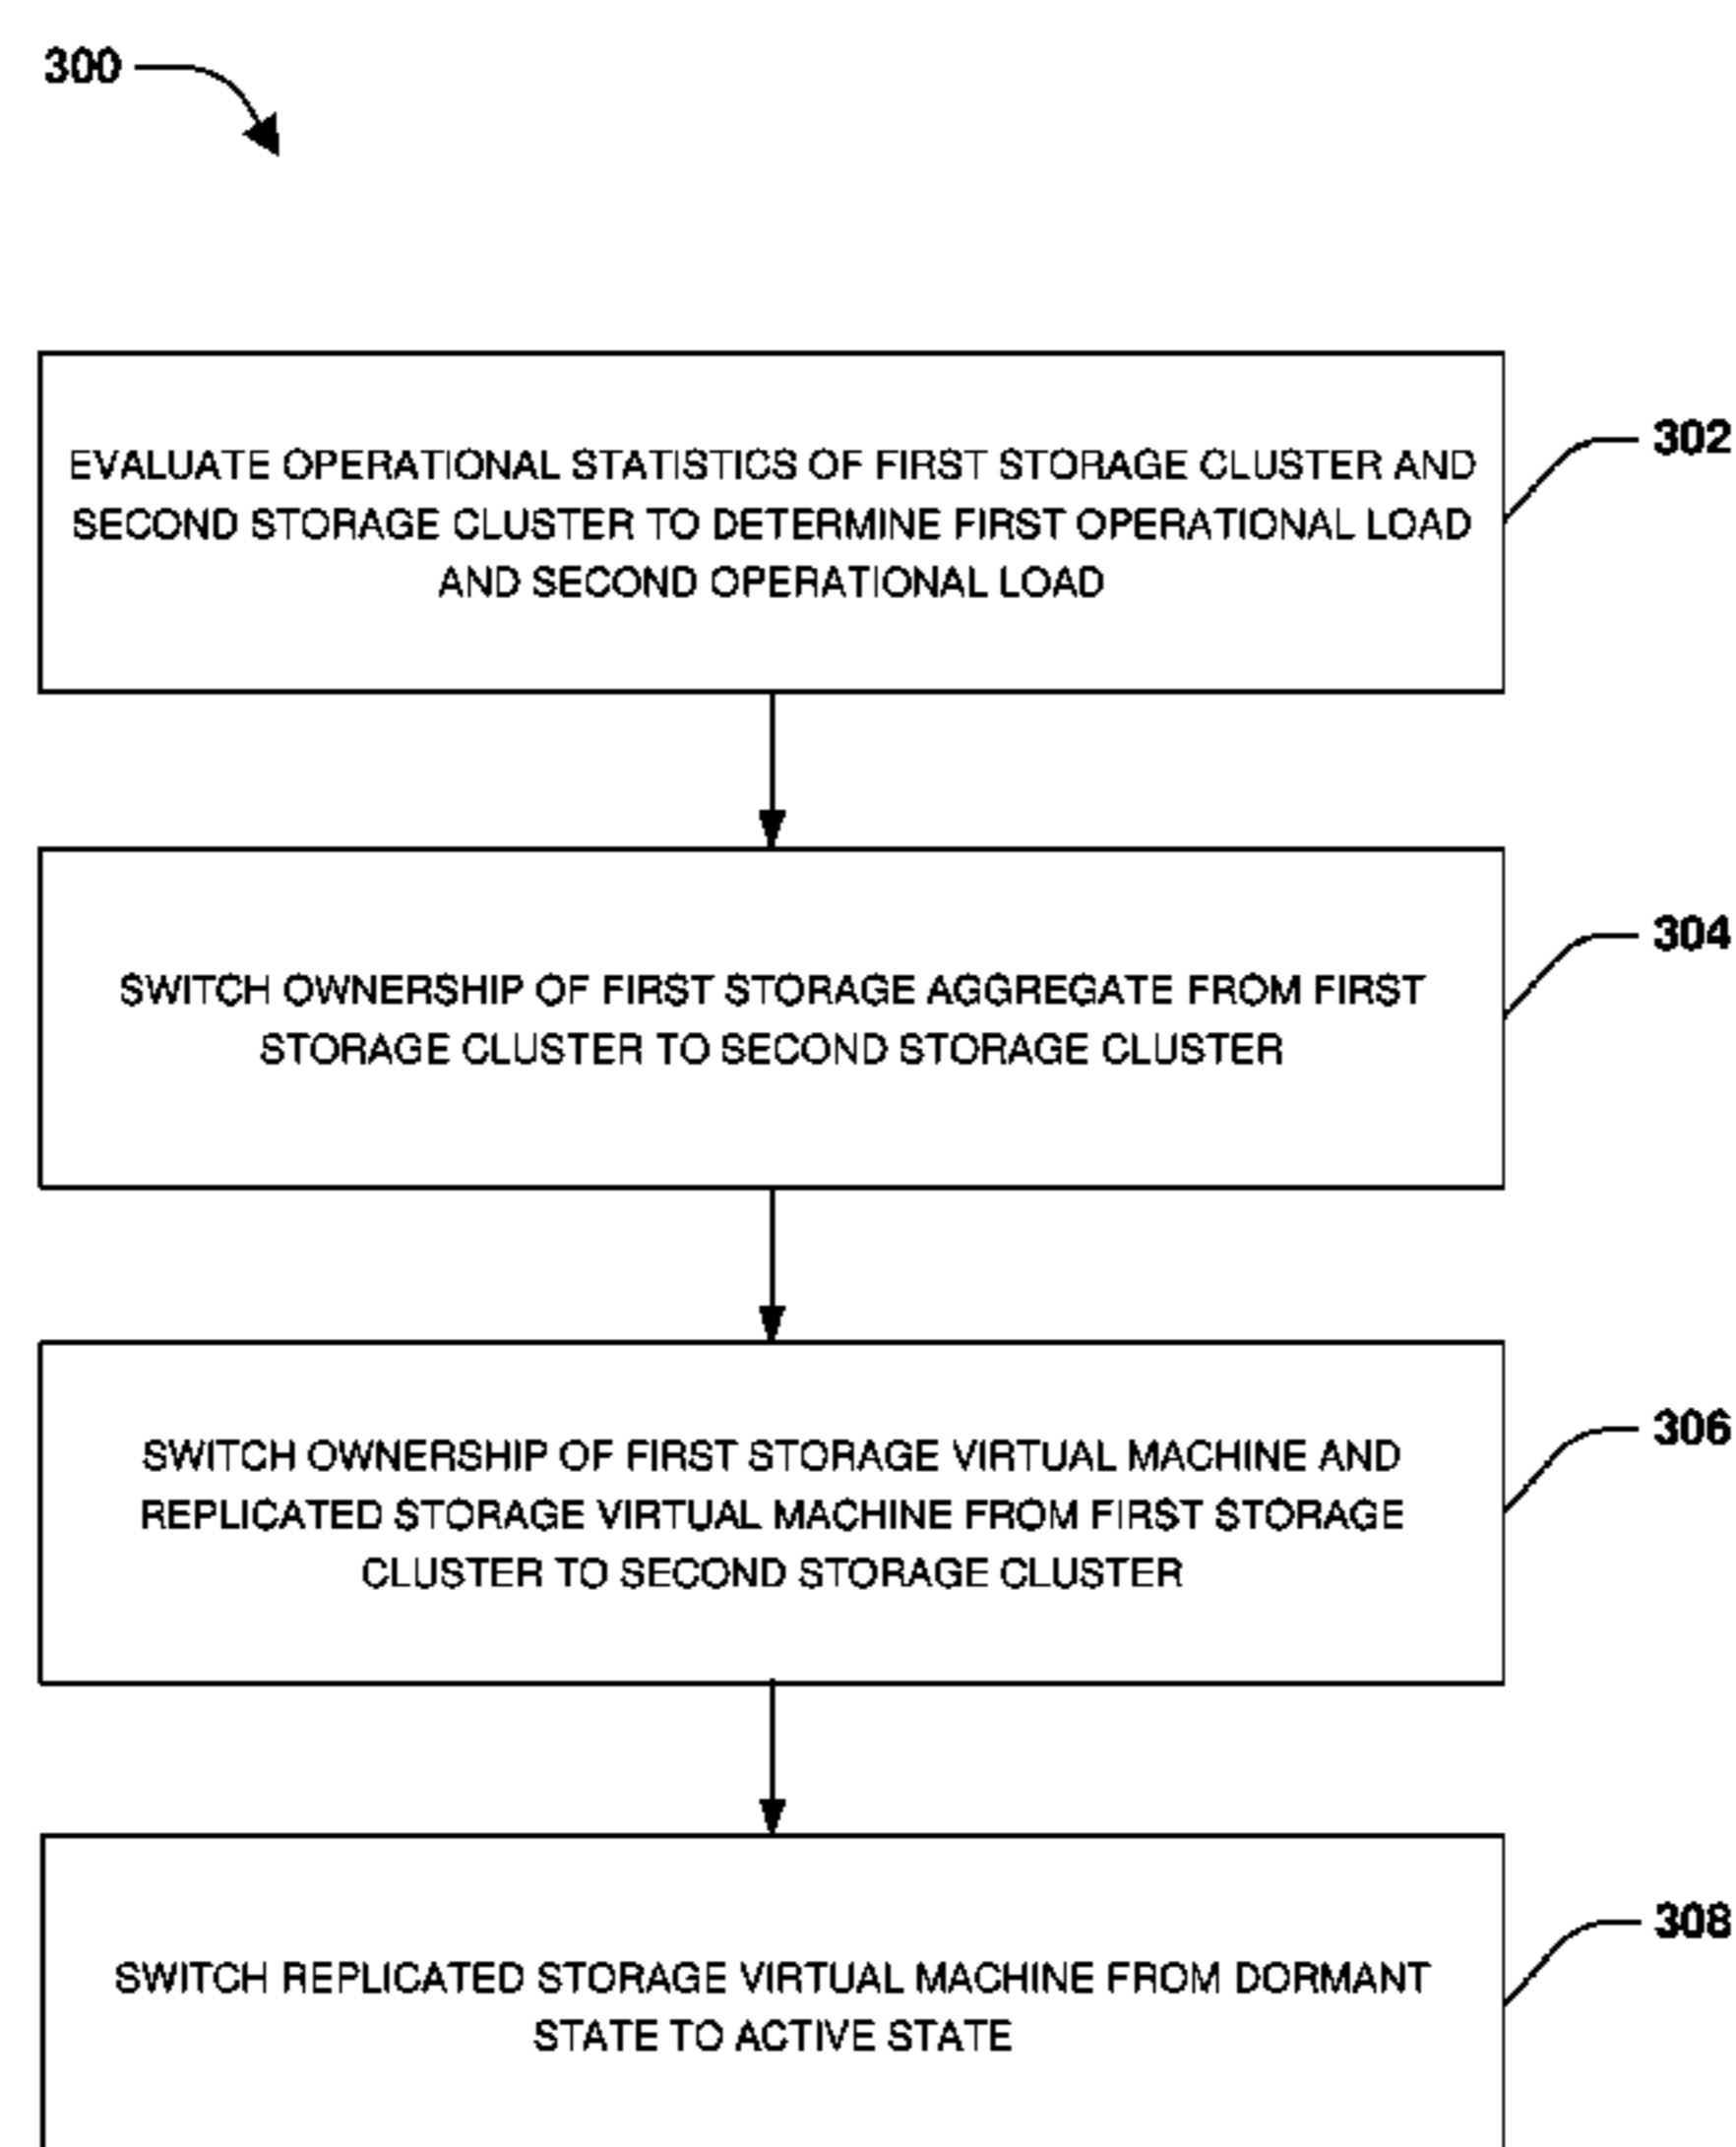 300
EVALUATE OPERATIONAL STATISTICS OF FIRST STORAGE CLUSTER AND
SECOND STORAGE CLUSTER TO DETERMINE FIRST OPERATIONAL LOAD
AND SECOND OPERATIONAL LOAD
302
SWITCH OWNERSHIP OF FIRST STORAGE AGGREGATE FROM FIRST
STORAGE CLUSTER TO SECOND STORAGE CLUSTER
304
SWITCH OWNERSHIP OF FIRST STORAGE VIRTUAL MACHINE AND
REPLICATED STORAGE VIRTUAL MACHINE FROM FIRST STORAGE
CLUSTER TO SECOND STORAGE CLUSTER
306
SWITCH REPLICATED STORAGE VIRTUAL MACHINE FROM DORMANT
STATE TO ACTIVE STATE
308